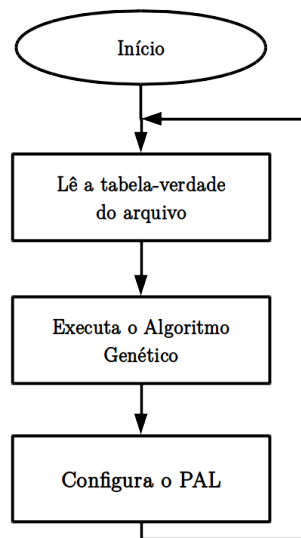 Início
Lê a tabela-verdade
do arquivo
Executa o Algoritmo
Genético
Configura o PAL